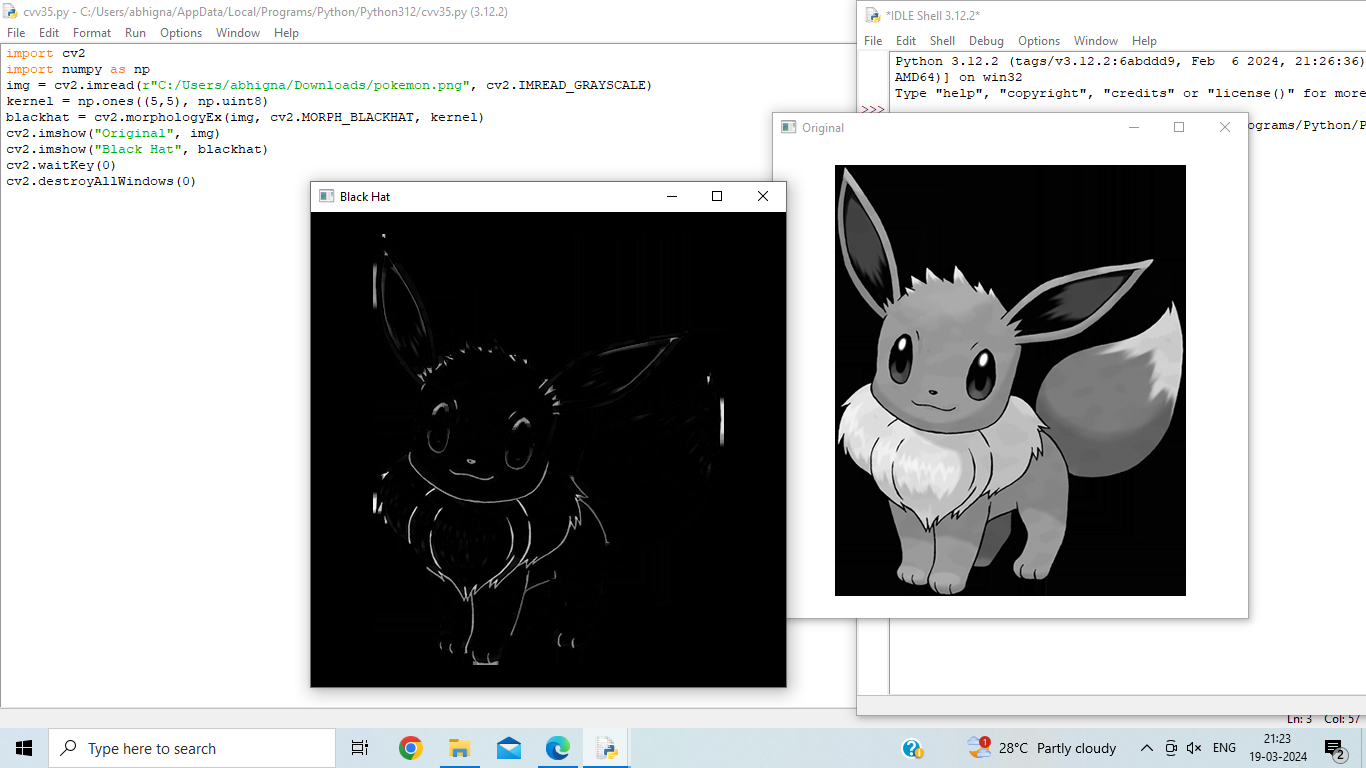 cvv35.py - C:/Users/abhigna/AppData/Local/Programs/Python/Python312/cvv35.py (3.12.2)
File Edit Format Run Options Window Help
import cv2
import numpy as np
img = cv2.imread(r"C:/Users/abhigna/Downloads/pokemon.png", cv2.IMREAD_GRAYSCALE)
kernel = np.ones((5,5), np.uint8)
blackhat = cv2.morphologyEx(img, cv2.MORPH_BLACKHAT, kernel)
cv2.imshow("Original", img)
cv2.imshow("Black Hat", blackhat)
cv2.waitKey(0)
cv2.destroyAllWindows(0)
*IDLE Shell 3.12.2*
File Edit Shell Debug Options Window Help
Python 3.12.2 (tags/v3.12.2:6abddd9, Feb 6 2024, 21:26:36)
AMD64)] on win32
Type "help", "copyright", "credits" or "license()" for more
>>>
ograms/Python/P
Original
Black Hat
Ln: 3 Col: 57
Type here to search
1
28°C Partly cloudy
ENG
21:23
19-03-2024
2